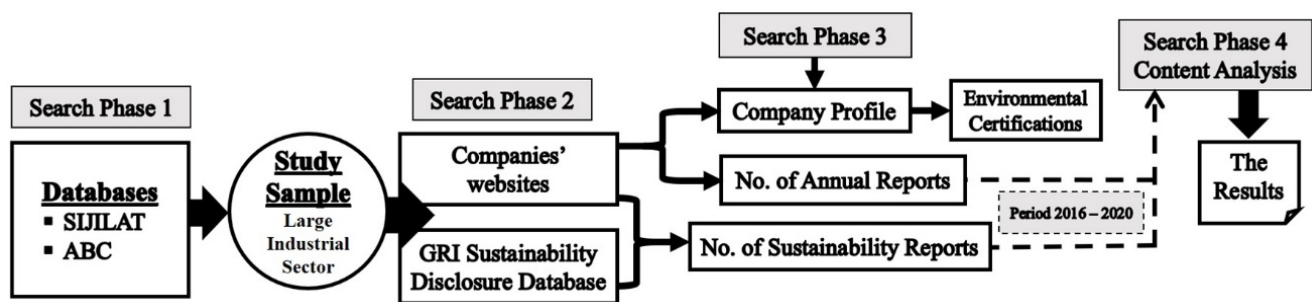 Search Phase 1
Databases
▪ SIJILAT
▪ ABC
Study
Sample
Large
Industrial
Sector
Search Phase 2
Companies’
websites
GRI Sustainability
Disclosure Database
Search Phase 3
Company Profile
Environmental
Certifications
No. of Annual Reports
No. of Sustainability Reports
Period 2016 – 2020
Search Phase 4
Content Analysis
The
Results